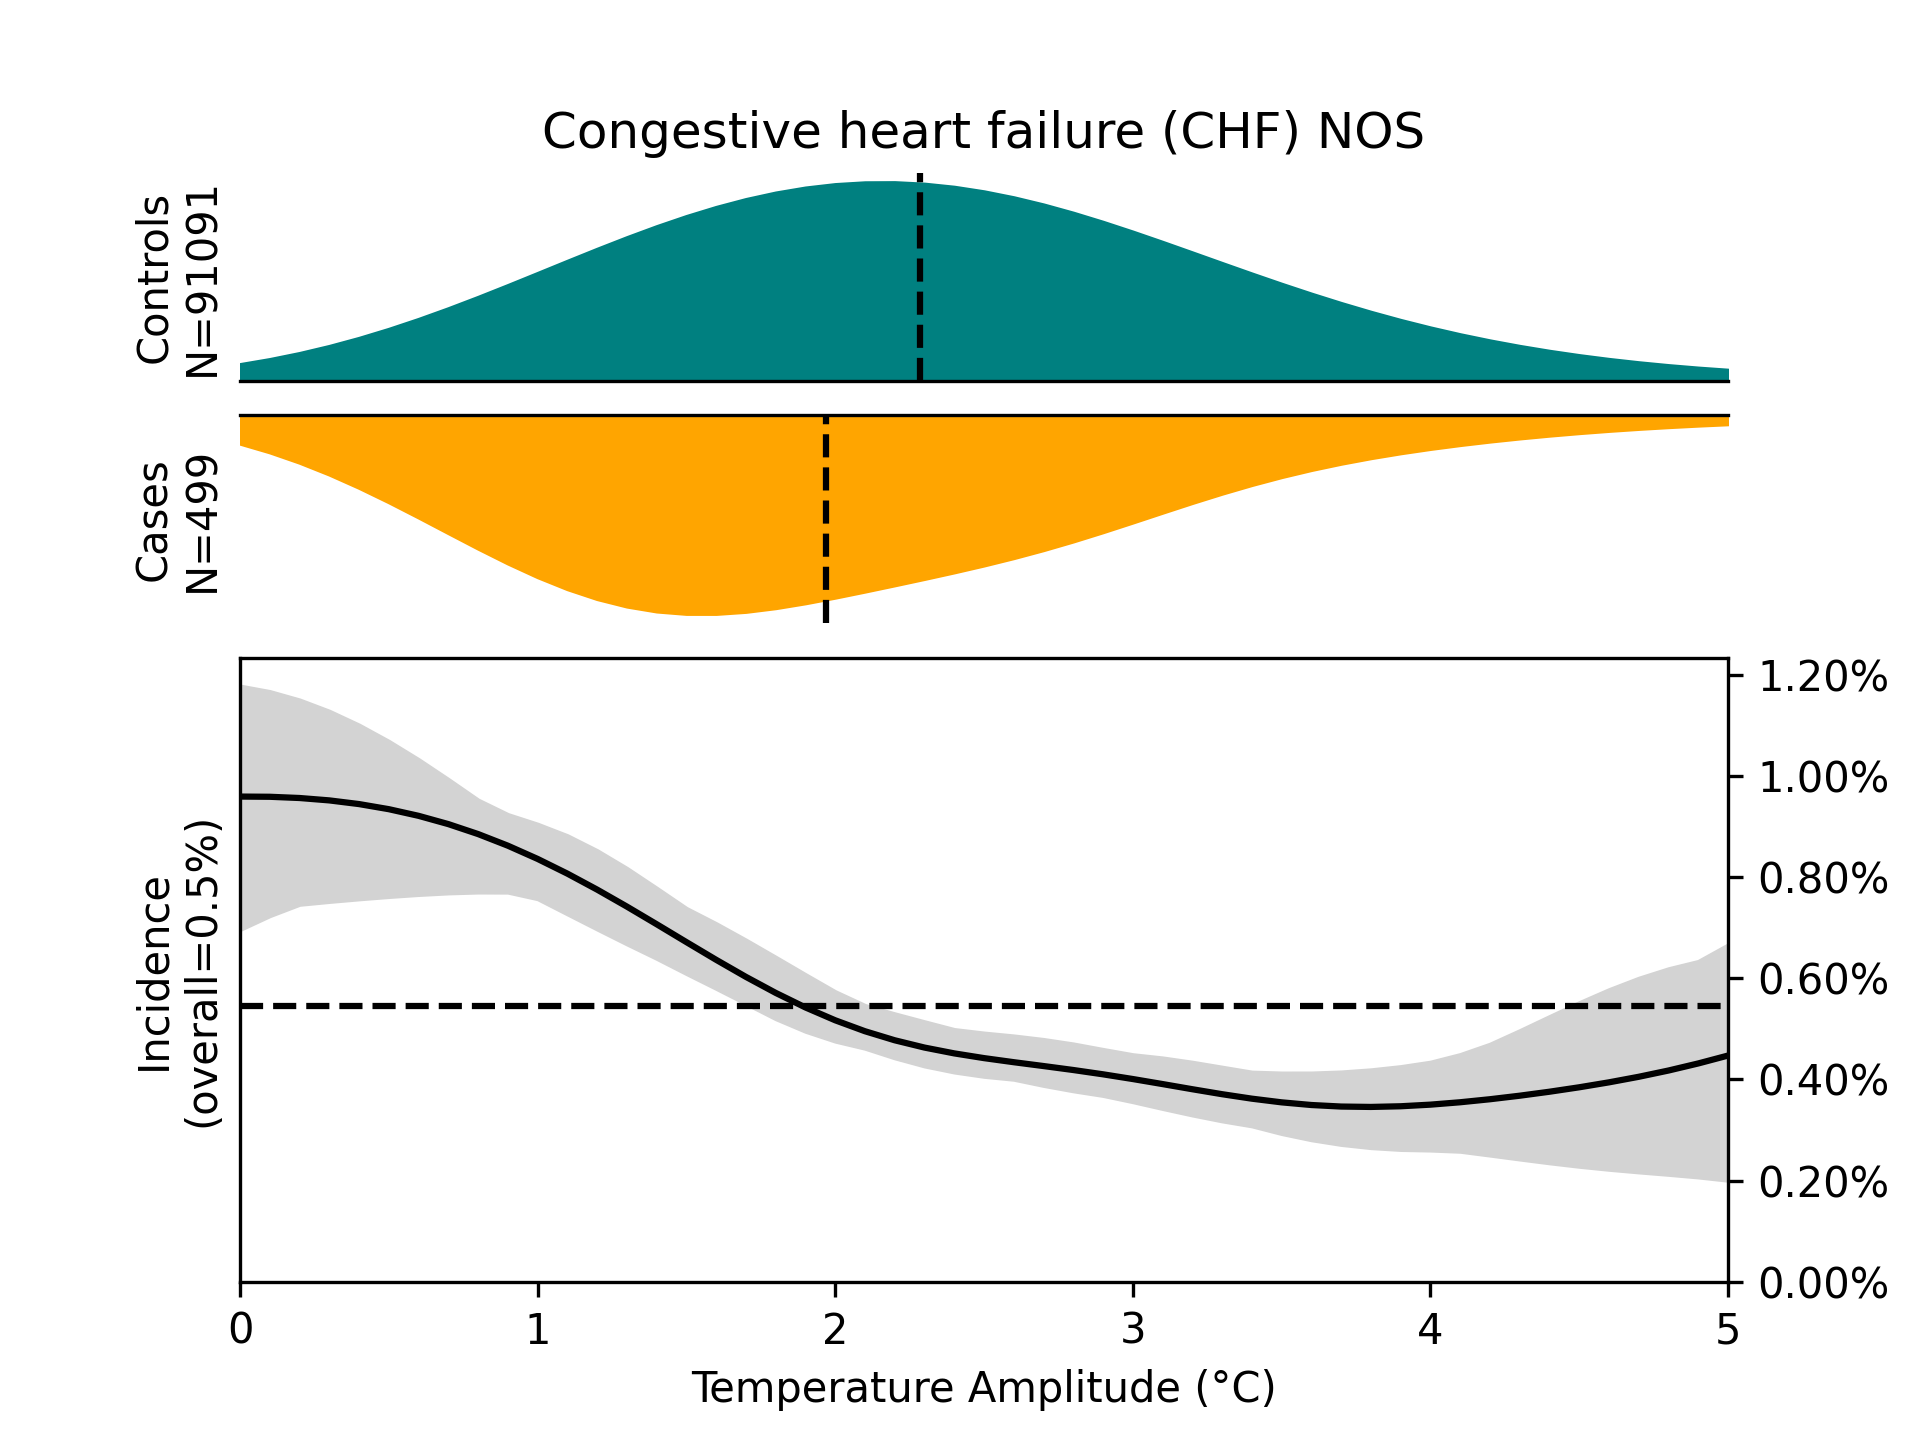 Congestive heart failure (CHF) NOS
Controls
N=91091
Cases
N=499
Incidence
(overall=0.5%)
1.20%
1.00%
0.80%
0.60%
0.40%
0.20%
0.00%
0 1 2 3 4 5
Temperature Amplitude (°C)